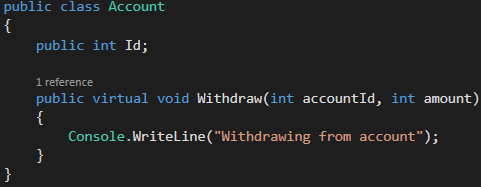 public class Account
{
    public int Id;
    1 reference
    public virtual void Withdraw(int accountId, int amount)
    {
        Console.WriteLine("Withdrawing from account");
    }
}